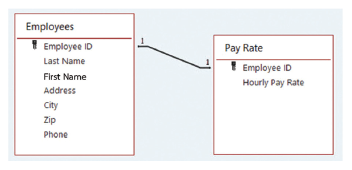 Employees
Employee ID
Last Name
First Name
Address
City
Zip
Phone
1
1
Pay Rate
Employee ID
Hourly Pay Rate